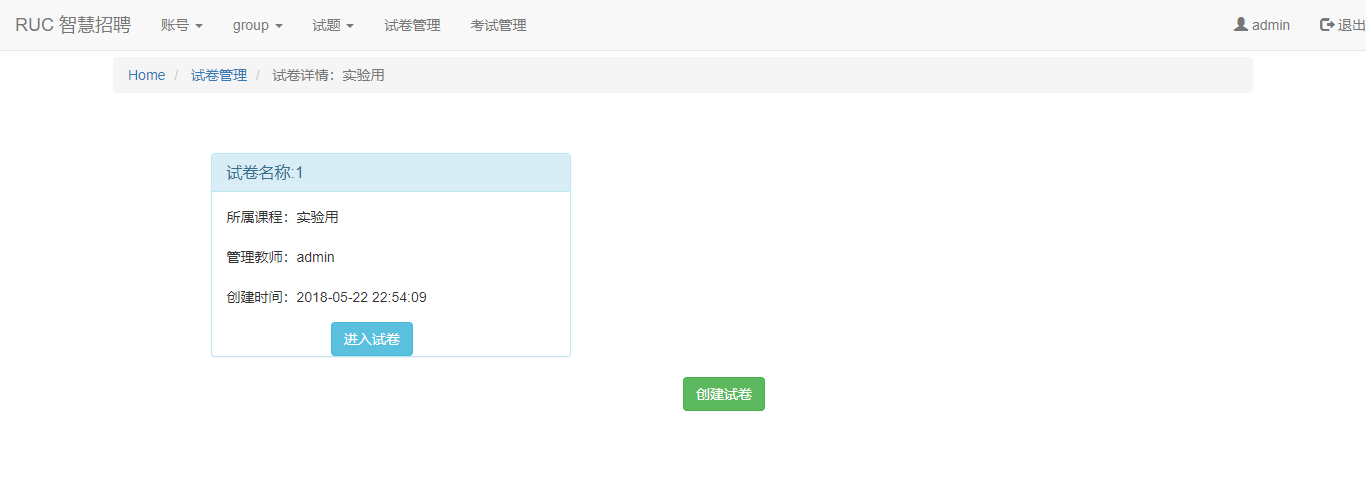 RUC 智慧招聘 账号 group 试题 试卷管理 考试管理 admin 退出
Home / 试卷管理 / 试卷详情：实验用
试卷名称:1
所属课程：实验用
管理教师：admin
创建时间：2018-05-22 22:54:09
进入试卷
创建试卷